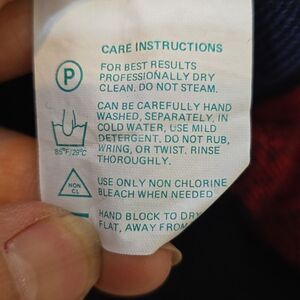 CARE INSTRUCTIONS
P
FOR BEST RESULTS
PROFESSIONALLY DRY
CLEAN. DO NOT STEAM.
CAN BE CAREFULLY HAND
WASHED, SEPARATELY, IN
COLD WATER, USE MILD
DETERGENT. DO NOT RUB,
WRING, OR TWIST. RINSE
THOROUGHLY.
85°F/29°C
NON
CL
USE ONLY NON CHLORINE
BLEACH WHEN NEEDED
HAND BLOCK TO DRY
FLAT, AWAY FROM